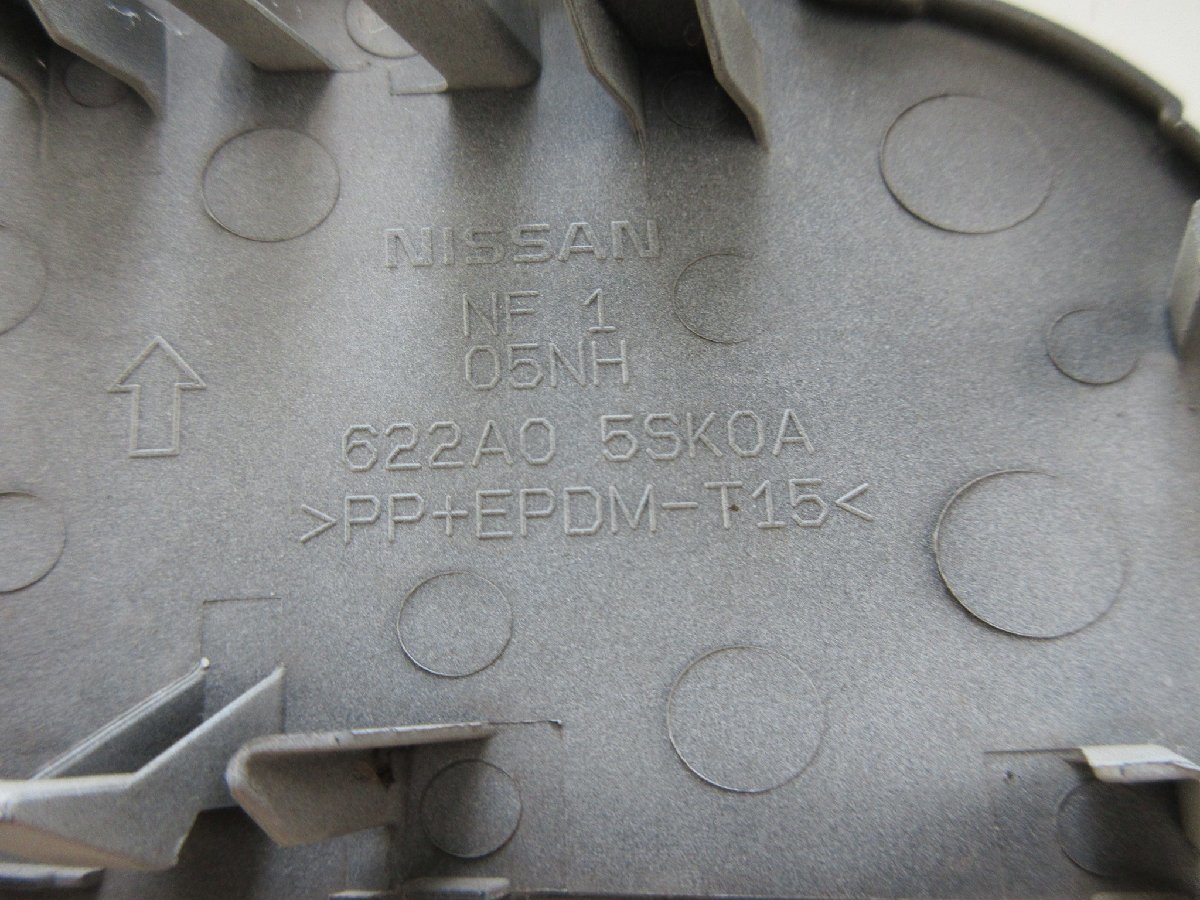 NISSAN
NF 1
05NH
622A0 5SK0A
>PP+EPDM-T15<